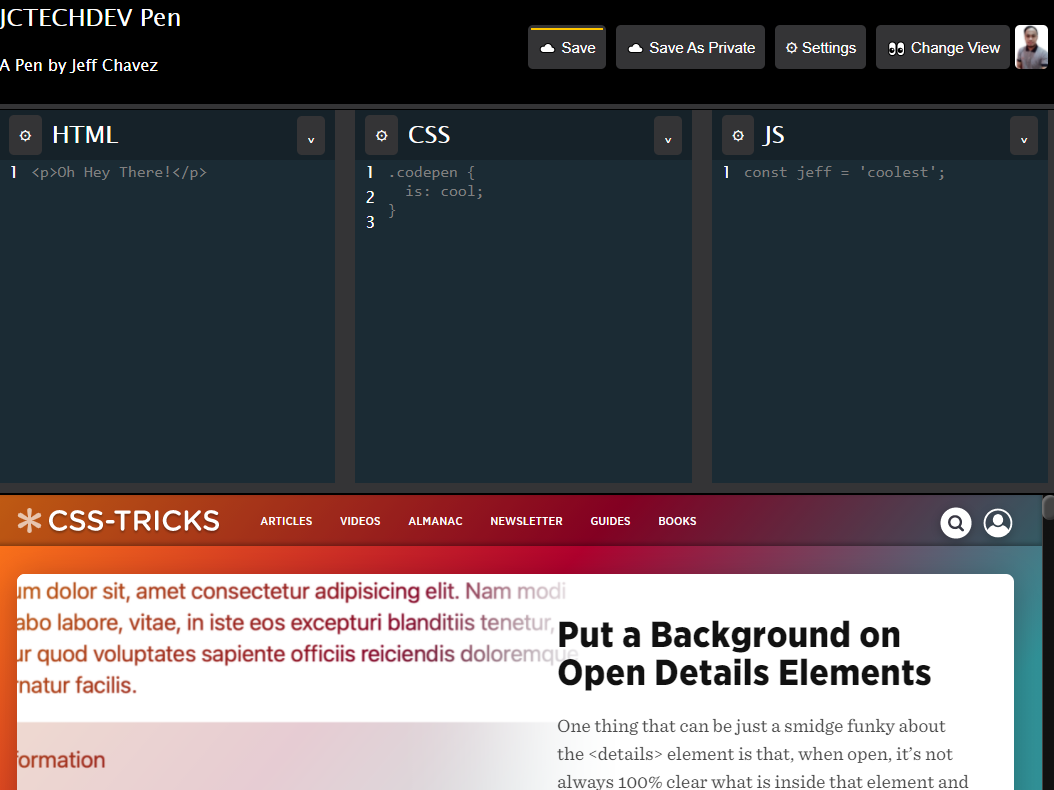 JCTECHDEV Pen
A Pen by Jeff Chavez
Save
Save As Private
Settings
Change View
HTML
v
1 <p>Oh Hey There!</p>
CSS
v
1 .codepen {
2 is: cool;
3 }
JS
v
1 const jeff = 'coolest';
CSS-TRICKS
ARTICLES VIDEOS ALMANAC NEWSLETTER GUIDES BOOKS
um dolor sit, amet consectetur adipisicing elit. Nam modi
abo labore, vitae, in iste eos excepturi blanditiis tenetur,
ur quod voluptates sapiente officiis reiciendis doloremque
rnatur facilis.
formation
Put a Background on
Open Details Elements
One thing that can be just a smidge funky about
the <details> element is that, when open, it's not
always 100% clear what is inside that element and